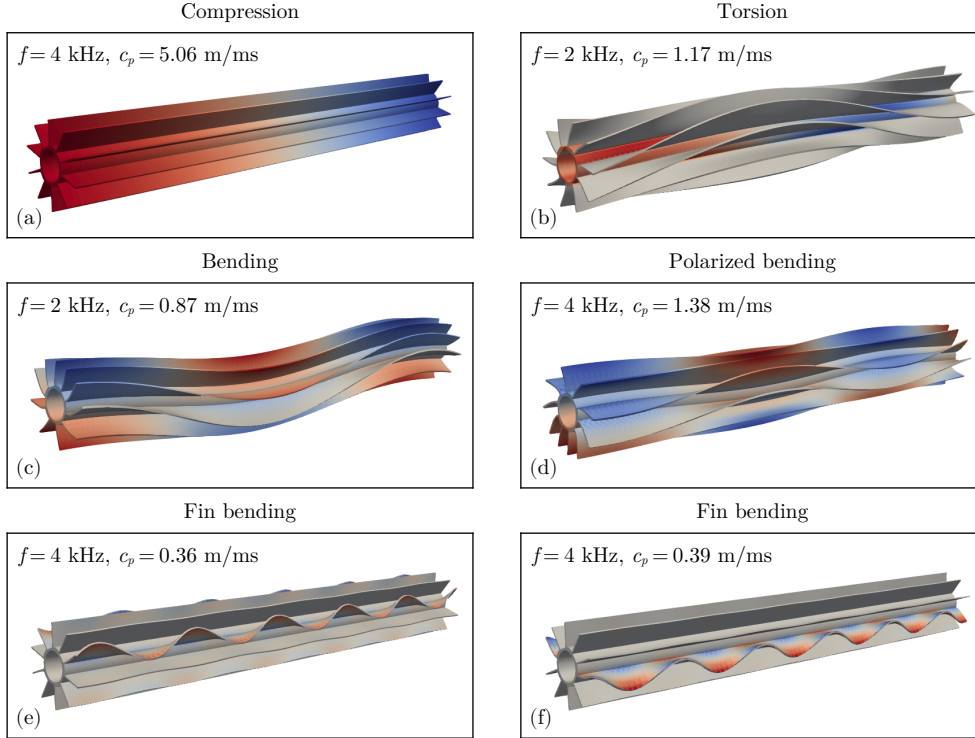 Compression
Torsion
f = 4 kHz, c_p = 5.06 m/ms
f = 2 kHz, c_p = 1.17 m/ms
(a)
(b)
Bending
Polarized bending
f = 2 kHz, c_p = 0.87 m/ms
f = 4 kHz, c_p = 1.38 m/ms
(c)
(d)
Fin bending
Fin bending
f = 4 kHz, c_p = 0.36 m/ms
f = 4 kHz, c_p = 0.39 m/ms
(e)
(f)